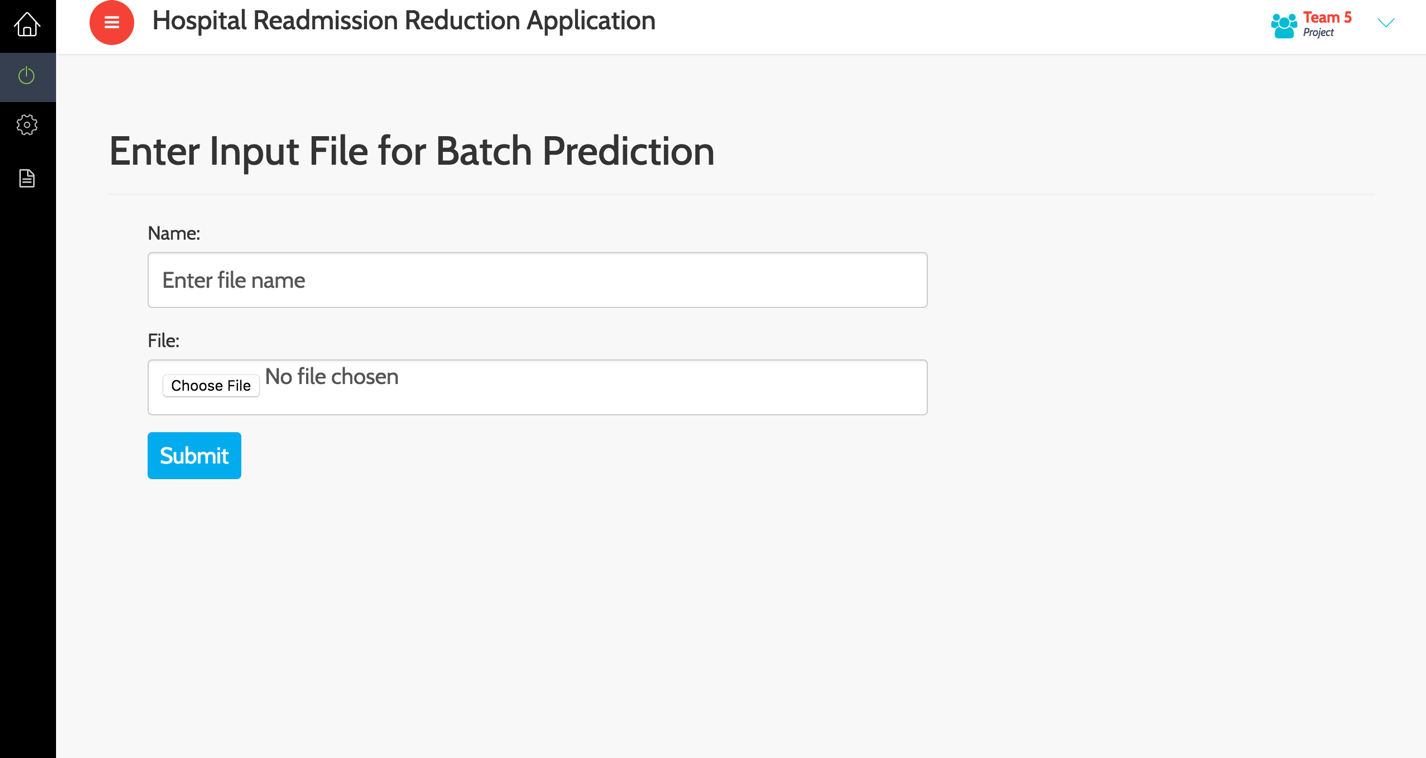 Hospital Readmission Reduction Application
Team 5
Project
Enter Input File for Batch Prediction
Name:
Enter file name
File:
Choose File No file chosen
Submit